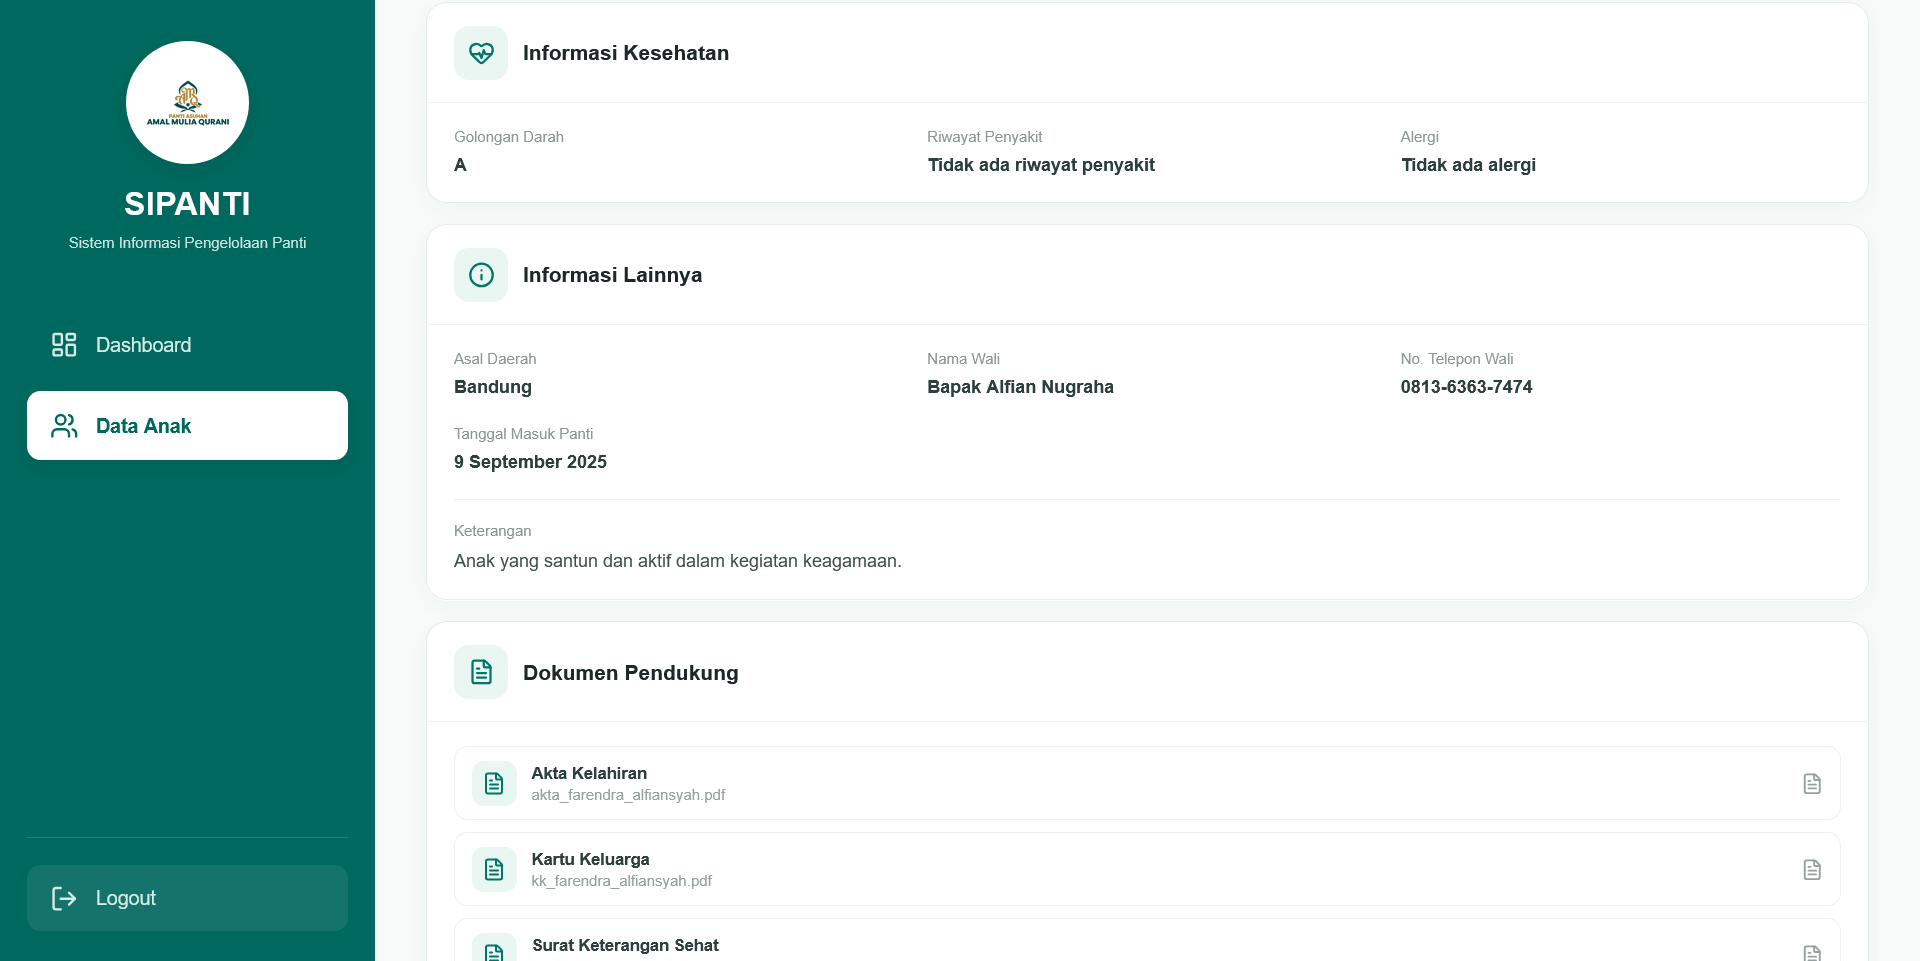 PANTI ASUHAN
AMAL MULIA QURANI
SIPANTI
Sistem Informasi Pengelolaan Panti
Dashboard
Data Anak
Logout
Informasi Kesehatan
Golongan Darah
A
Riwayat Penyakit
Tidak ada riwayat penyakit
Alergi
Tidak ada alergi
Informasi Lainnya
Asal Daerah
Bandung
Nama Wali
Bapak Alfian Nugraha
No. Telepon Wali
0813-6363-7474
Tanggal Masuk Panti
9 September 2025
Keterangan
Anak yang santun dan aktif dalam kegiatan keagamaan.
Dokumen Pendukung
Akta Kelahiran
akta_farendra_alfiansyah.pdf
Kartu Keluarga
kk_farendra_alfiansyah.pdf
Surat Keterangan Sehat